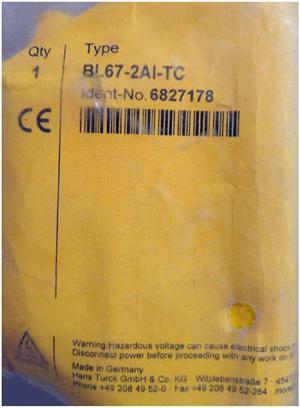 Qty Type
1 BL67-2AI-TC
Ident-No. 6827178
CE
Warning: Hazardous voltage can cause electrical shock
Disconnect power before proceeding with any work on
Made in Germany
Hans Turck GmbH & Co. KG Witzlebenstraße 7
Phone +49 208 49 52-0 Fax +49 208 49 52-264